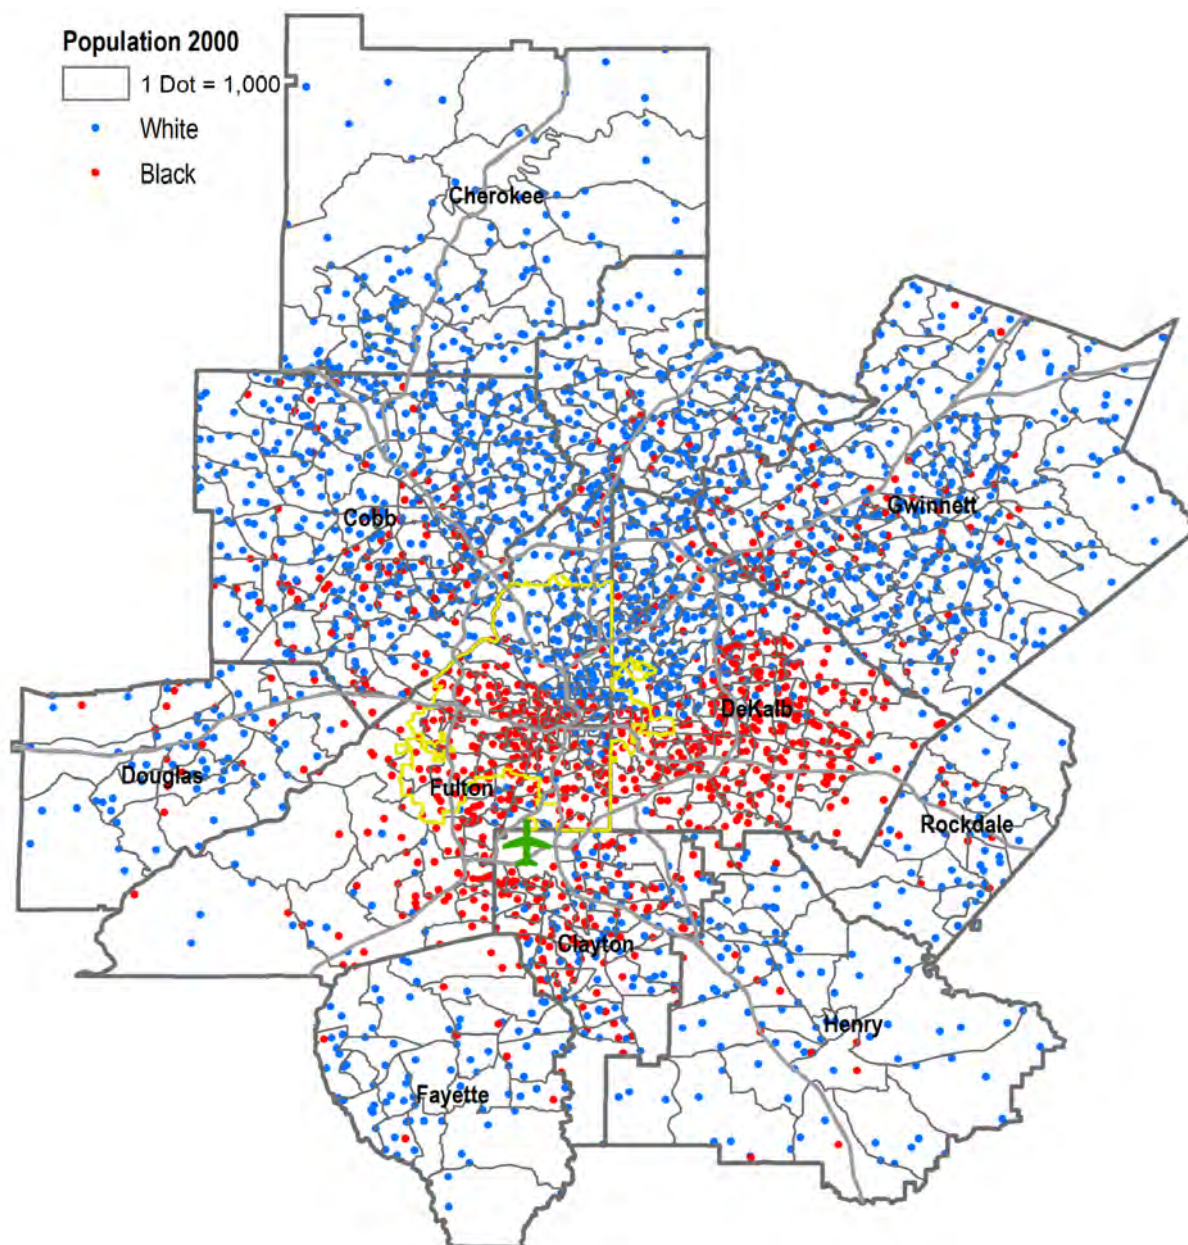 Population 2000
1 Dot = 1,000
White
Black
Cherokee
Cobb
Gwinnett
DeKalb
Douglas
Fulton
Rockdale
Clayton
Henry
Fayette